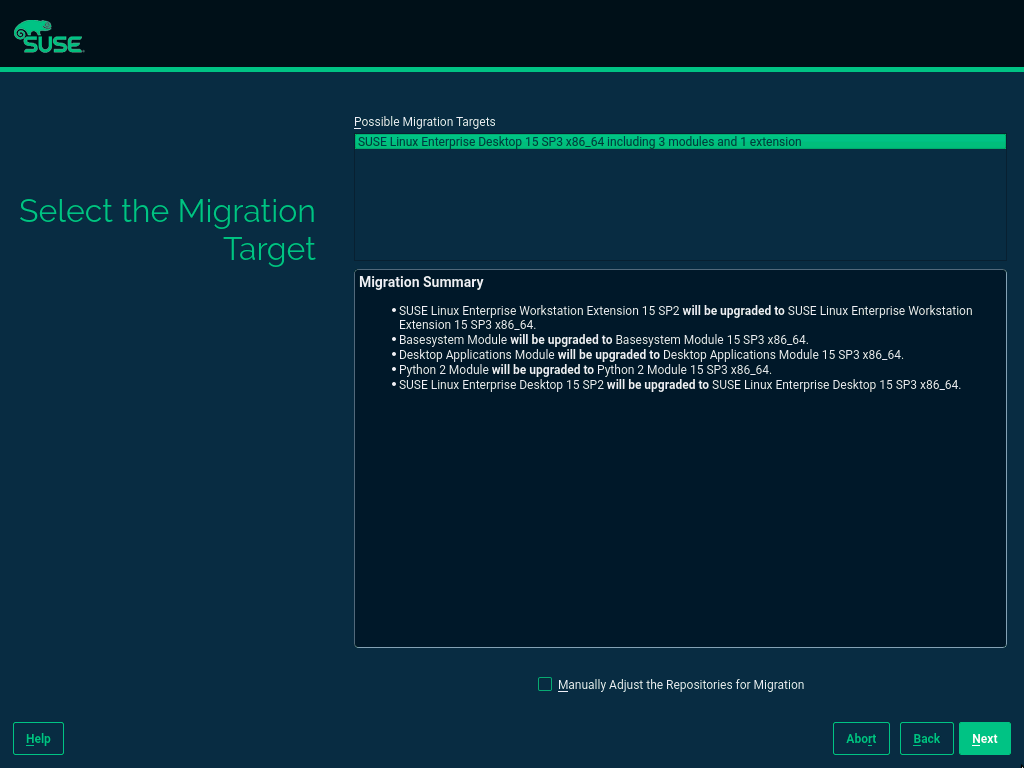 SUSE
Possible Migration Targets
SUSE Linux Enterprise Desktop 15 SP3 x86_64 including 3 modules and 1 extension
Select the Migration
Target
Migration Summary
• SUSE Linux Enterprise Workstation Extension 15 SP2 will be upgraded to SUSE Linux Enterprise Workstation
Extension 15 SP3 x86_64.
• Basesystem Module will be upgraded to Basesystem Module 15 SP3 x86_64.
• Desktop Applications Module will be upgraded to Desktop Applications Module 15 SP3 x86_64.
• Python 2 Module will be upgraded to Python 2 Module 15 SP3 x86_64.
• SUSE Linux Enterprise Desktop 15 SP2 will be upgraded to SUSE Linux Enterprise Desktop 15 SP3 x86_64.
Manually Adjust the Repositories for Migration
Help Abort Back Next